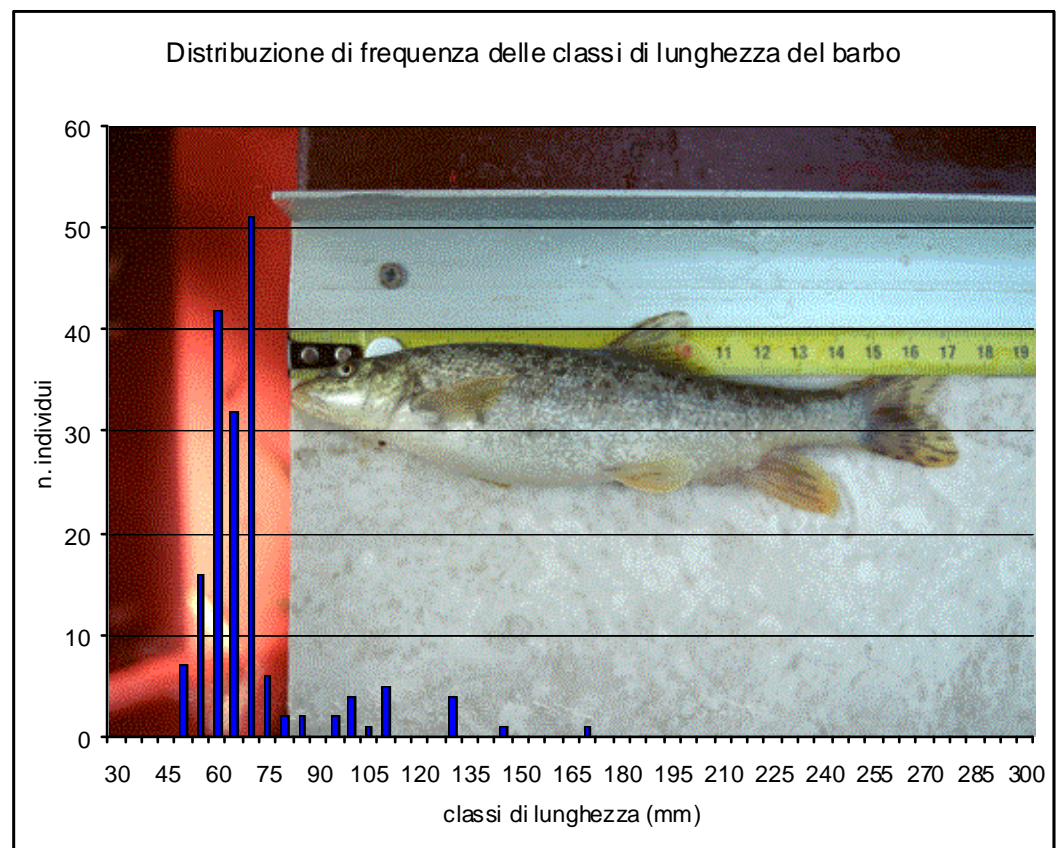 Distribuzione di frequenza delle classi di lunghezza del barbo
60
50
40
30
20
10
0
n. individui
10 11 12 13 14 15 16 17 18 19
30 45 60 75 90 105 120 135 150 165 180 195 210 225 240 255 270 285 300
classi di lunghezza (mm)